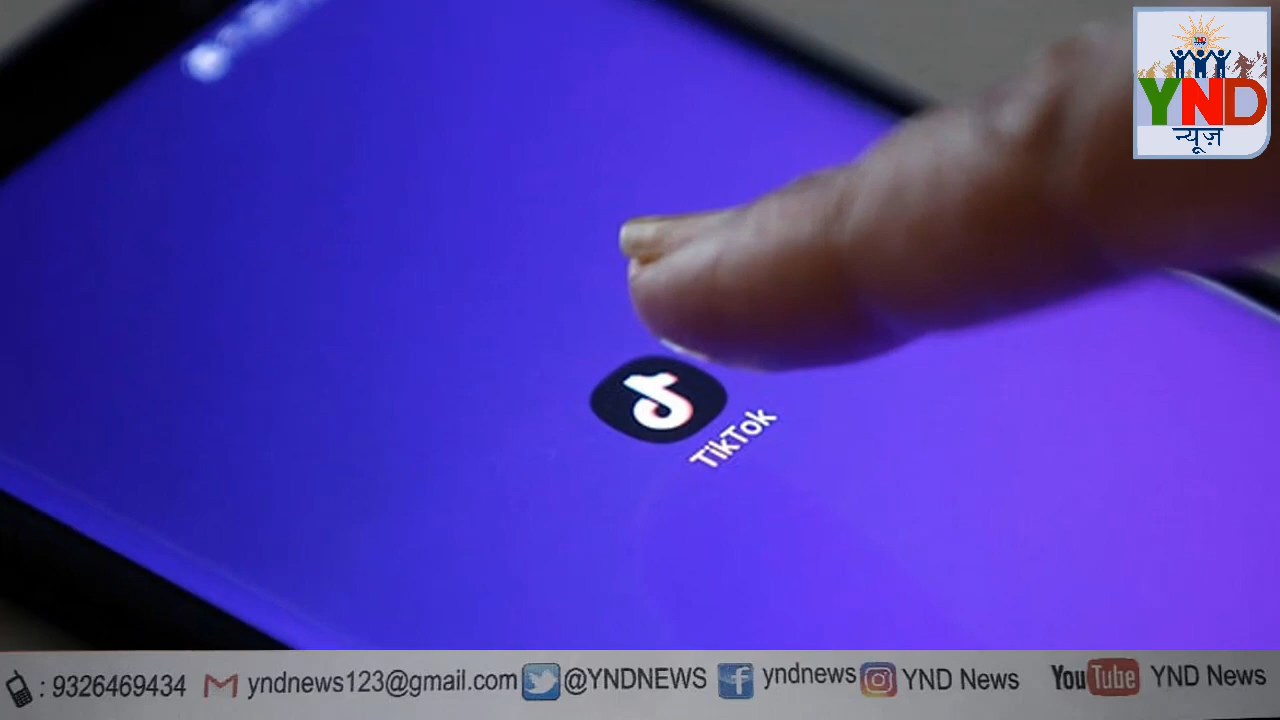 YND
न्यूज़
TikTok
: 9326469434 yndnews123@gmail.com @YNDNEWS yndnews YND News YouTube YND News